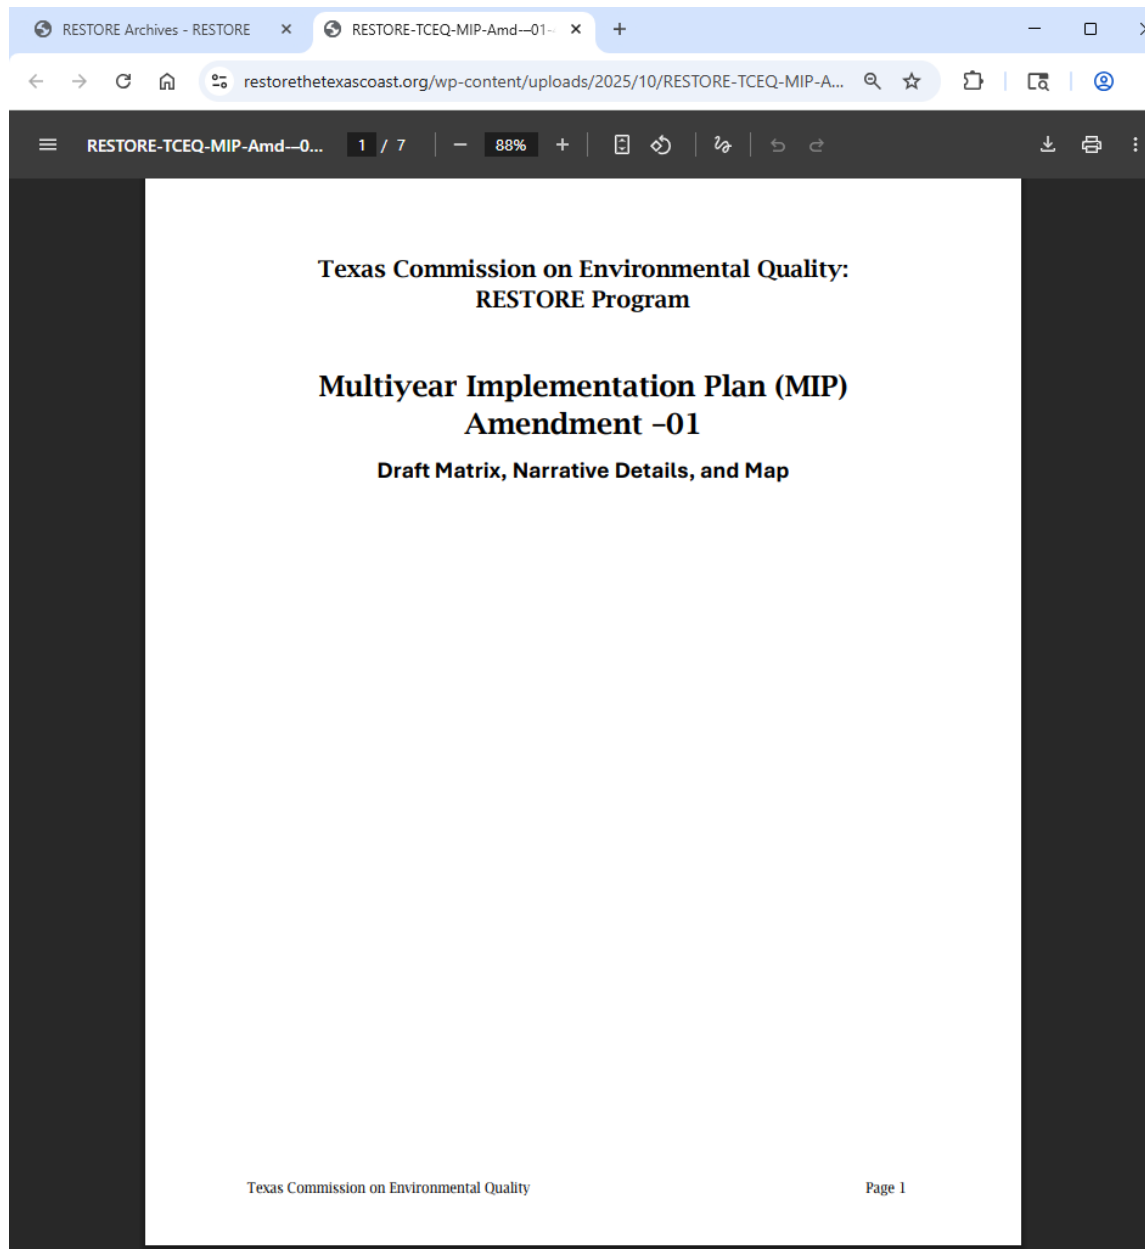 RESTORE Archives - RESTORE
RESTORE-TCEQ-MIP-Amd-–01-
restorethetexascoast.org/wp-content/uploads/2025/10/RESTORE-TCEQ-MIP-A...
RESTORE-TCEQ-MIP-Amd-–0... 1 / 7 88%
Texas Commission on Environmental Quality:
RESTORE Program
Multiyear Implementation Plan (MIP)
Amendment –01
Draft Matrix, Narrative Details, and Map
Texas Commission on Environmental Quality Page 1